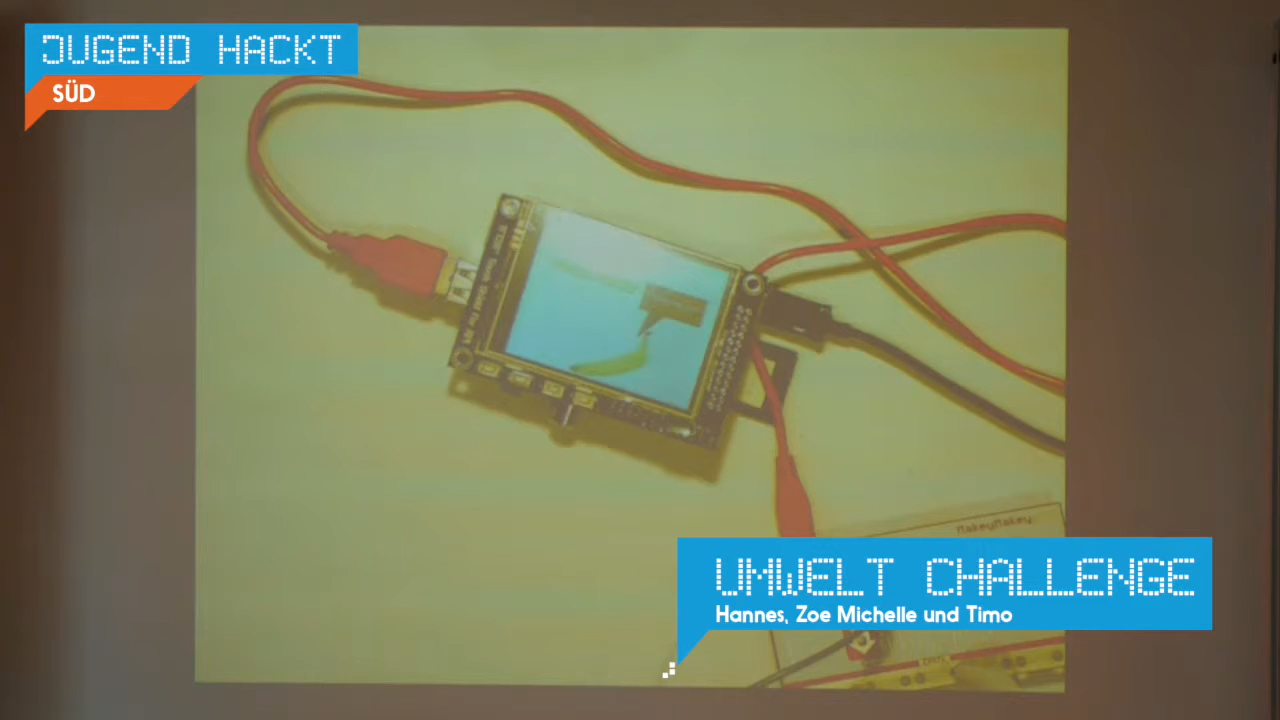 JUGEND HACKT
SÜD
MakeyMakey
UMWELT CHALLENGE
Hannes, Zoe Michelle und Timo